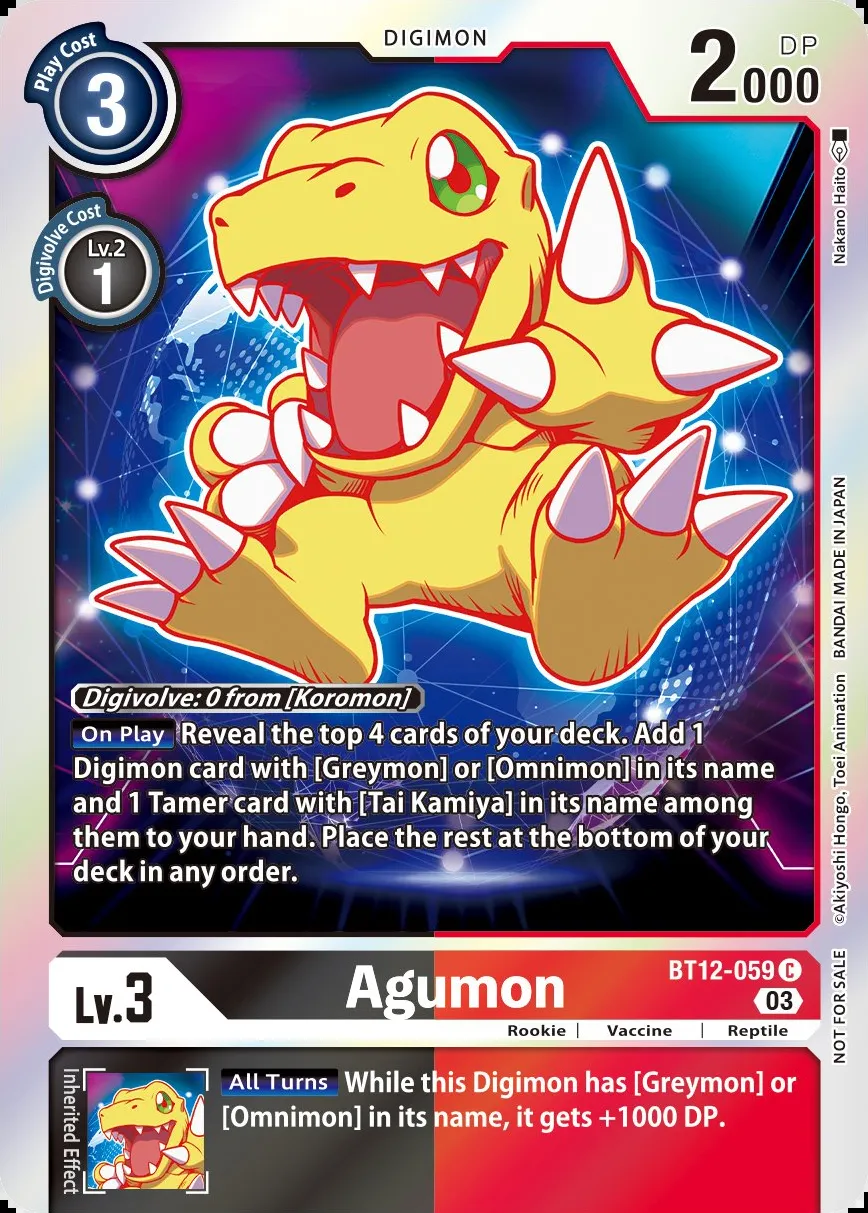 DIGIMON
Play Cost
3
2000
DP
Digivolve Cost
Lv.2
1
Nakano Haito
BANDAI MADE IN JAPAN
©Akiyoshi Hongo, Toei Animation
Digivolve: 0 from [Koromon]
On Play Reveal the top 4 cards of your deck. Add 1
Digimon card with [Greymon] or [Omnimon] in its name
and 1 Tamer card with [Tai Kamiya] in its name among
them to your hand. Place the rest at the bottom of your
deck in any order.
Lv.3
Agumon
BT12-059 C
03
Rookie | Vaccine | Reptile
NOT FOR SALE
Inherited Effect
All Turns While this Digimon has [Greymon] or
[Omnimon] in its name, it gets +1000 DP.